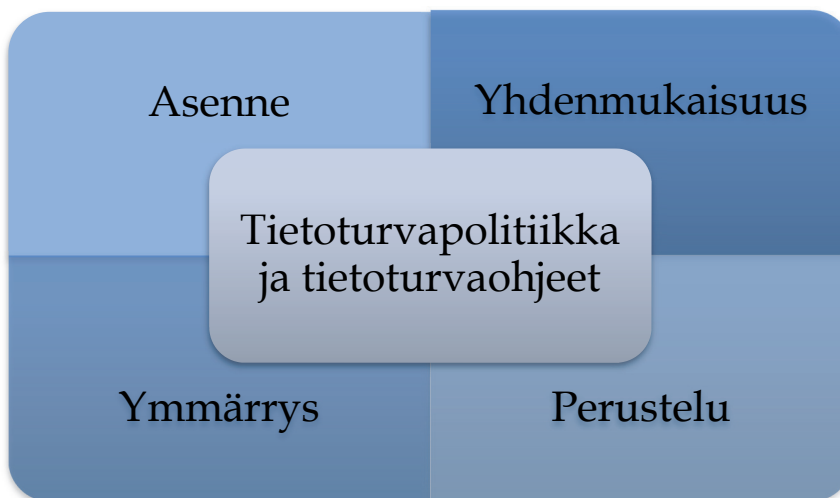 Asenne
Yhdenmukaisuus
Tietoturvapolitiikka
ja tietoturvaohjeet
Ymmärrys
Perustelu